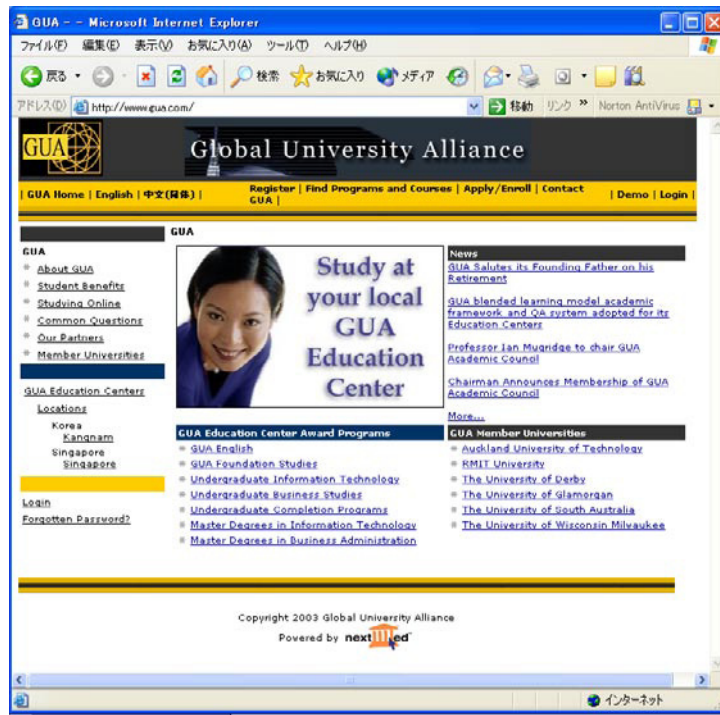 GUA - - Microsoft Internet Explorer
ファイル(F) 編集(E) 表示(V) お気に入り(A) ツール(T) ヘルプ(H)
戻る 検索 お気に入り メディア
アドレス(D) http://www.gua.com/ 移動 リンク » Norton AntiVirus
GUA
Global University Alliance
| GUA Home | English | 中文(简体) |
Register | Find Programs and Courses | Apply/Enroll | Contact
GUA |
| Demo | Login |
GUA
GUA
About GUA
Student Benefits
Studying Online
Common Questions
Our Partners
Member Universities
GUA Education Centers
Locations
Korea
Kangnam
Singapore
Singapore
Login
Forgotten Password?
Study at
your local
GUA
Education
Center
News
GUA Salutes its Founding Father on his
Retirement
GUA blended learning model academic
framework and QA system adopted for its
Education Centers
Professor Ian Mugridge to chair GUA
Academic Council
Chairman Announces Membership of GUA
Academic Council
More...
GUA Education Center Award Programs
GUA English
GUA Foundation Studies
Undergraduate Information Technology
Undergraduate Business Studies
Undergraduate Completion Programs
Master Degrees in Information Technology
Master Degrees in Business Administration
GUA Member Universities
Auckland University of Technology
RMIT University
The University of Derby
The University of Glamorgan
The University of South Australia
The University of Wisconsin Milwaukee
Copyright 2003 Global University Alliance
Powered by nexted
インターネット